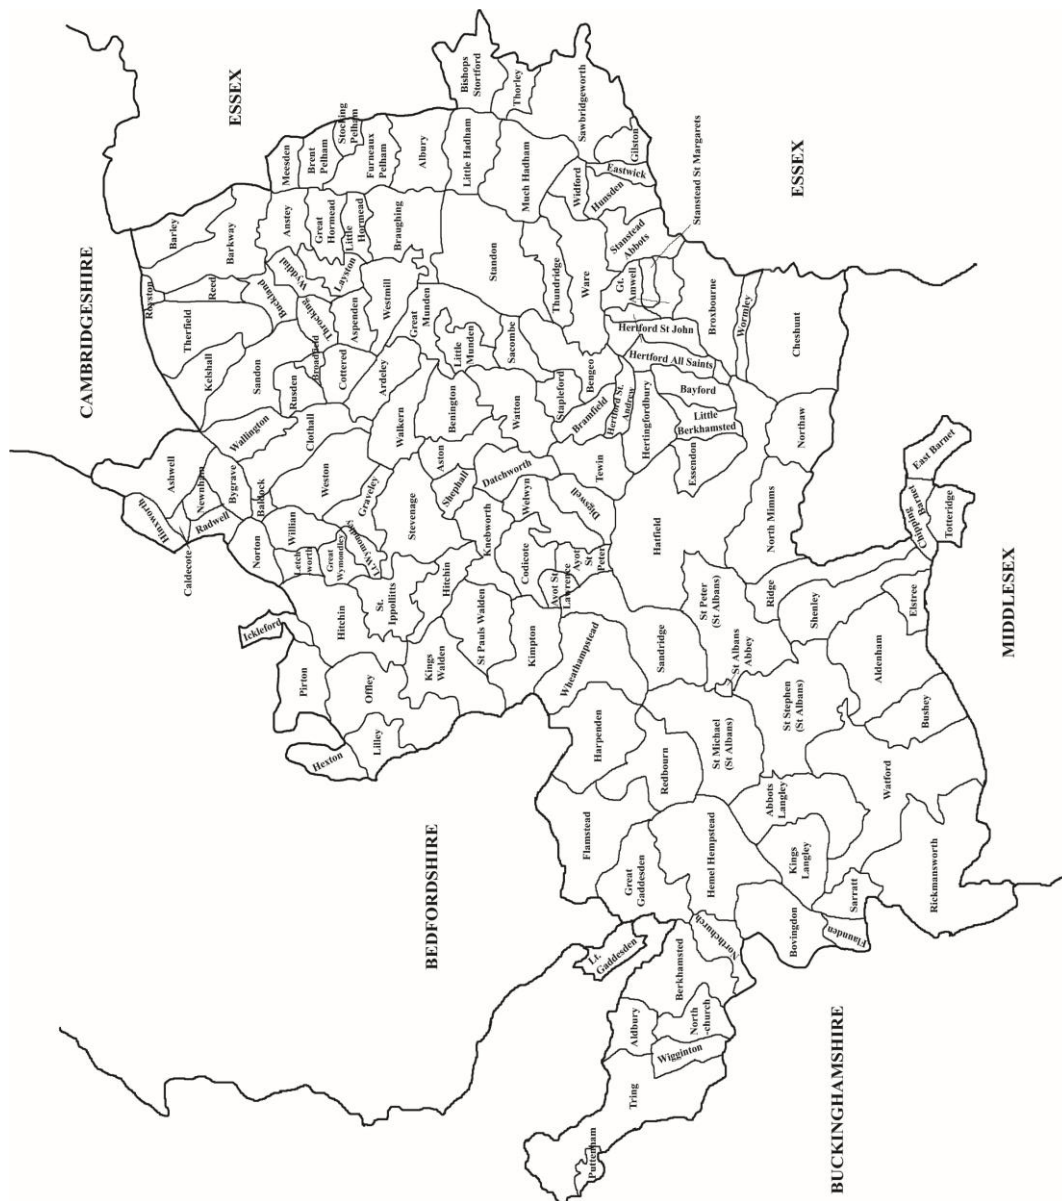 ESSEX
CAMBRIDGESHIRE
ESSEX
BEDFORDSHIRE
MIDDLESEX
BUCKINGHAMSHIRE
Bishops
Stortford
Thorley
Sawbridgeworth
Gilston
Eastwick
Hunsden
Widford
Stanstead St Margarets
Stanstead
Abbots
Meesden
Brent
Pelham
Stocking
Pelham
Furneaux
Pelham
Albury
Little Hadham
Much Hadham
Barley
Barkway
Anstey
Great
Hormead
Little
Hormead
Braughing
Layston
Wyddial
Standon
Thundridge
Ware
Gt.
Amwell
Broxbourne
Wormley
Cheshunt
Royston
Reed
Buckland
Throcking
Aspenden
Westmill
Great
Munden
Little
Munden
Sacombe
Therfield
Kelshall
Sandon
Rusden
Broadfield
Cottered
Ardeley
Hertford St John
Hertford All Saints
Bengeo
Stapleford
Bramfield
Hertford St.
Andrew
Hertingfordbury
Bayford
Little
Berkhamsted
Essendon
Northaw
Wallington
Clothall
Walkern
Benington
Watton
Ashwell
Newnham
Bygrave
Baldock
Weston
Graveley
Stevenage
Aston
Shephall
Datchworth
Tewin
Hinxworth
Caldecote
Radwell
Norton
Willian
Letch
worth
Great
Wymondley
Lt.Wymondley
Knebworth
Welwyn
Digswell
Hatfield
North Mimms
East Barnet
Chipping
Barnet
Totteridge
Ickleford
Hitchin
St.
Ippollitts
Hitchin
Codicote
Ayot St
Lawrence
Ayot
St
Peter
St Peter
(St Albans)
Ridge
Shenley
Elstree
Pirton
Offley
Kings
Walden
St Pauls Walden
Kimpton
Wheathampstead
Sandridge
St Albans
Abbey
Aldenham
Hexton
Lilley
Harpenden
Redbourn
St Michael
(St Albans)
St Stephen
(St Albans)
Bushey
Watford
Flamstead
Great
Gaddesden
Hemel Hempstead
Abbots
Langley
Kings
Langley
Sarratt
Rickmansworth
Lt.
Gaddesden
Northchurch
Bovingdon
Flaunden
Berkhamsted
Aldbury
North
-church
Wigginton
Tring
Puttenham